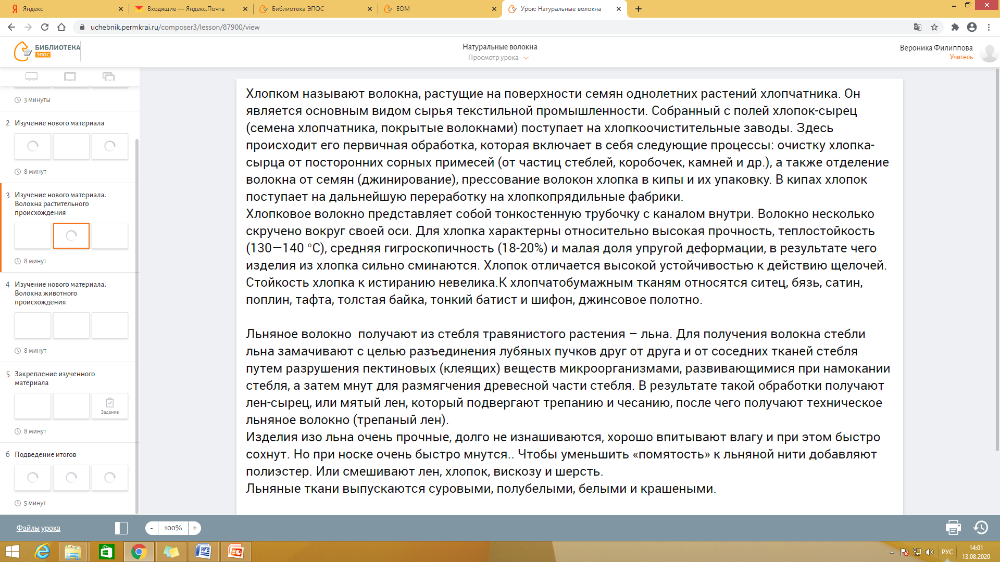 Яндекс
Входящие — Яндекс.Почта
Библиотека ЭПОС
ЕОМ
Урок: Натуральные волокна
uchebnik.permkrai.ru/composer3/lesson/87900/view
БИБЛИОТЕКА
ЭПОС
Натуральные волокна
Просмотр урока
Вероника Филиппова
Учитель
3 минуты
2 Изучение нового материала
8 минут
3 Изучение нового материала.
Волокна растительного
происхождения
8 минут
4 Изучение нового материала.
Волокна животного
происхождения
8 минут
5 Закрепление изученного
материала
Задание
8 минут
6 Подведение итогов
5 минут
Хлопком называют волокна, растущие на поверхности семян однолетних растений хлопчатника. Он
является основным видом сырья текстильной промышленности. Собранный с полей хлопок-сырец
(семена хлопчатника, покрытые волокнами) поступает на хлопкоочистительные заводы. Здесь
происходит его первичная обработка, которая включает в себя следующие процессы: очистку хлопка-
сырца от посторонних сорных примесей (от частиц стеблей, коробочек, камней и др.), а также отделение
волокна от семян (джинирование), прессование волокон хлопка в кипы и их упаковку. В кипах хлопок
поступает на дальнейшую переработку на хлопкопрядильные фабрики.
Хлопковое волокно представляет собой тонкостенную трубочку с каналом внутри. Волокно несколько
скручено вокруг своей оси. Для хлопка характерны относительно высокая прочность, теплостойкость
(130—140 °С), средняя гигроскопичность (18-20%) и малая доля упругой деформации, в результате чего
изделия из хлопка сильно сминаются. Хлопок отличается высокой устойчивостью к действию щелочей.
Стойкость хлопка к истиранию невелика.К хлопчатобумажным тканям относятся ситец, бязь, сатин,
поплин, тафта, толстая байка, тонкий батист и шифон, джинсовое полотно.
Льняное волокно  получают из стебля травянистого растения – льна. Для получения волокна стебли
льна замачивают с целью разъединения лубяных пучков друг от друга и от соседних тканей стебля
путем разрушения пектиновых (клеящих) веществ микроорганизмами, развивающимися при намокании
стебля, а затем мнут для размягчения древесной части стебля. В результате такой обработки получают
лен-сырец, или мятый лен, который подвергают трепанию и чесанию, после чего получают техническое
льняное волокно (трепаный лен).
Изделия изо льна очень прочные, долго не изнашиваются, хорошо впитывают влагу и при этом быстро
сохнут. Но при носке очень быстро мнутся.. Чтобы уменьшить «помятость» к льняной нити добавляют
полиэстер. Или смешивают лен, хлопок, вискозу и шерсть.
Льняные ткани выпускаются суровыми, полубелыми, белыми и крашеными.
Файлы урока
- 100% +
РУС
14:01
13.08.2020